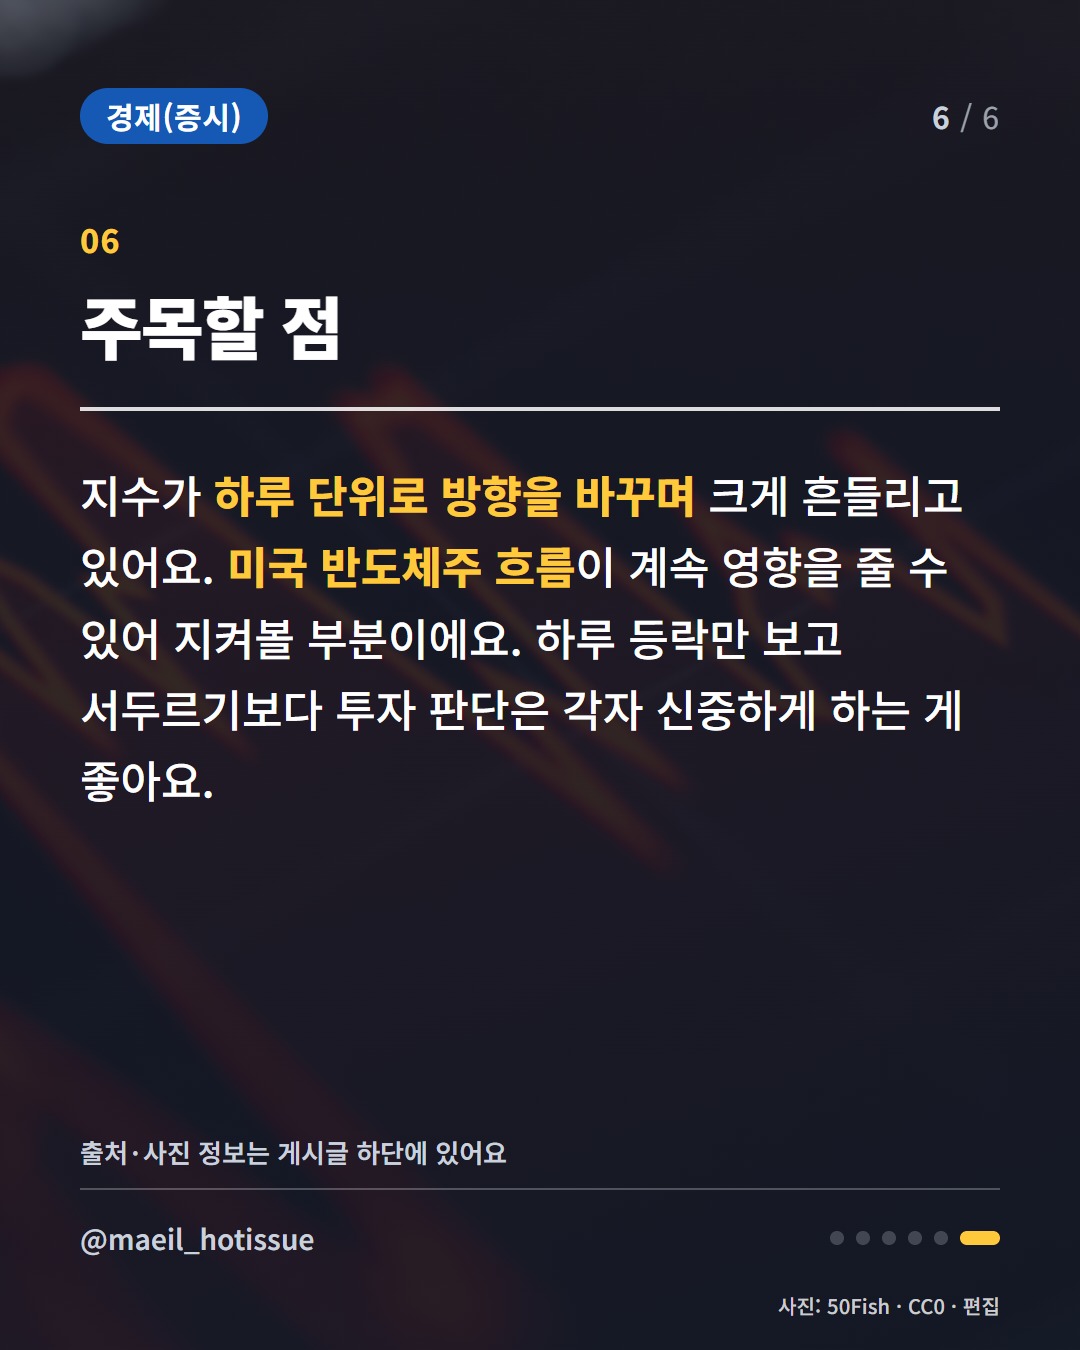 경제(증시)
6 / 6
06
주목할 점
지수가 하루 단위로 방향을 바꾸며 크게 흔들리고
있어요. 미국 반도체주 흐름이 계속 영향을 줄 수
있어 지켜볼 부분이에요. 하루 등락만 보고
서두르기보다 투자 판단은 각자 신중하게 하는 게
좋아요.
출처·사진 정보는 게시글 하단에 있어요
@maeil_hotissue
사진: 50Fish · CC0 · 편집